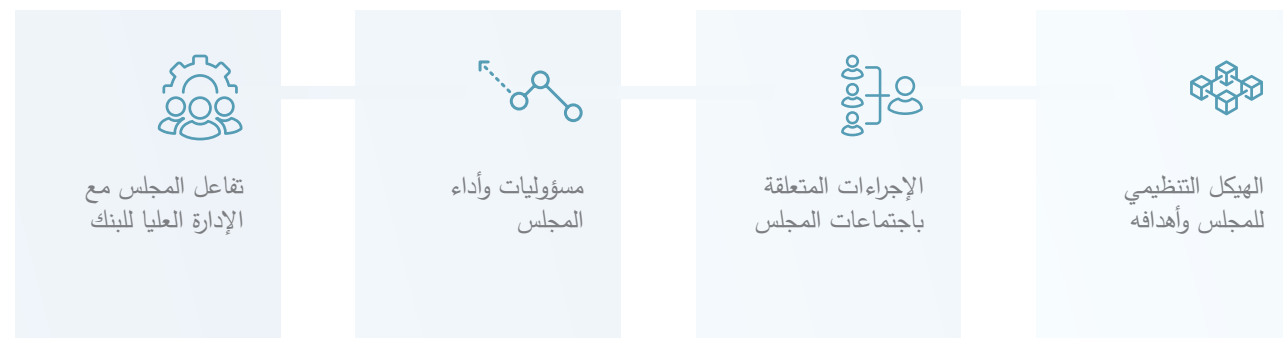 الهيكل التنظيمي
للمجلس وأهدافه
الإجراءات المتعلقة
باجتماعات المجلس
مسؤوليات وأداء
المجلس
تفاعل المجلس مع
الإدارة العليا للبنك